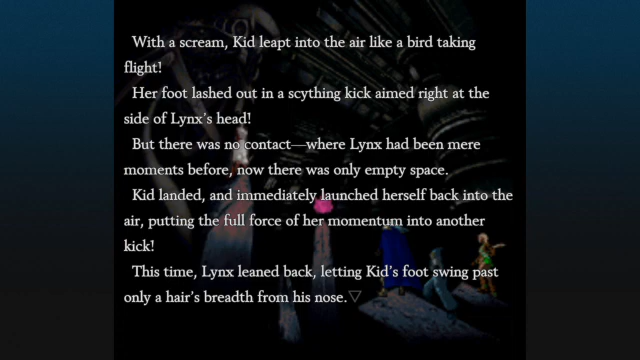 With a scream, Kid leapt into the air like a bird taking
flight!
Her foot lashed out in a scything kick aimed right at the
side of Lynx's head!
But there was no contact—where Lynx had been mere
moments before, now there was only empty space.
Kid landed, and immediately launched herself back into the
air, putting the full force of her momentum into another
kick!
This time, Lynx leaned back, letting Kid's foot swing past
only a hair's breadth from his nose.▽